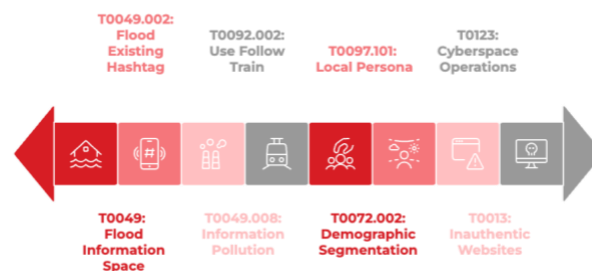 T0049.002:
Flood
Existing
Hashtag
T0092.002:
Use Follow
Train
T0097.101:
Local Persona
T0123:
Cyberspace
Operations
#
T0049:
Flood
Information
Space
T0049.008:
Information
Pollution
T0072.002:
Demographic
Segmentation
T0013:
Inauthentic
Websites